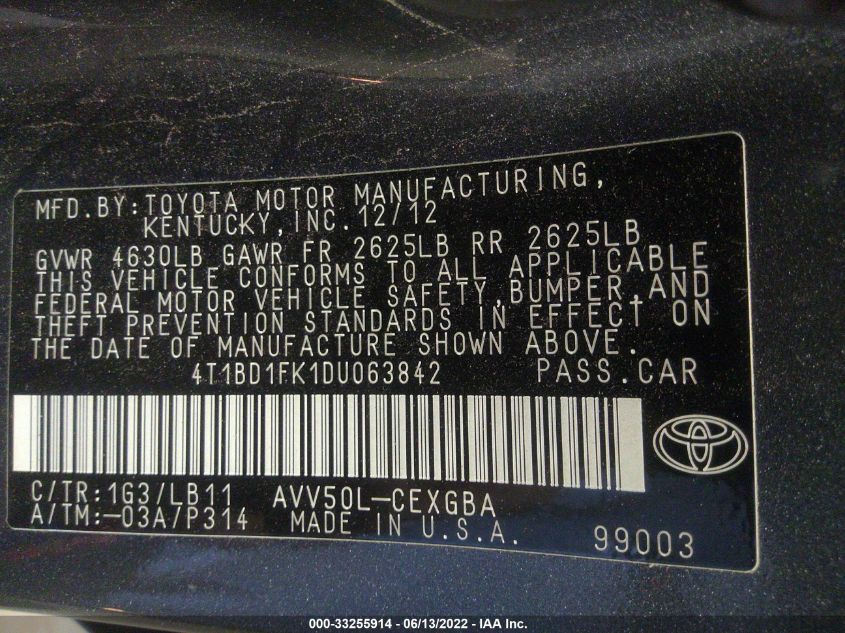 MFD.BY:TOYOTA MOTOR MANUFACTURING,
KENTUCKY,INC.12/12
GVWR 4630LB GAWR FR 2625LB RR 2625LB
THIS VEHICLE CONFORMS TO ALL APPLICABLE
FEDERAL MOTOR VEHICLE SAFETY,BUMPER,AND
THEFT PREVENTION STANDARDS IN EFFECT ON
THE DATE OF MANUFACTURE SHOWN ABOVE.
4T1BD1FK1DU063842 PASS.CAR
C/TR:1G3/LB11 AVV50L-CEXGBA
A/TM:-03A/P314 MADE IN U.S.A. 99003
000-33255914 - 06/13/2022 - IAA Inc.